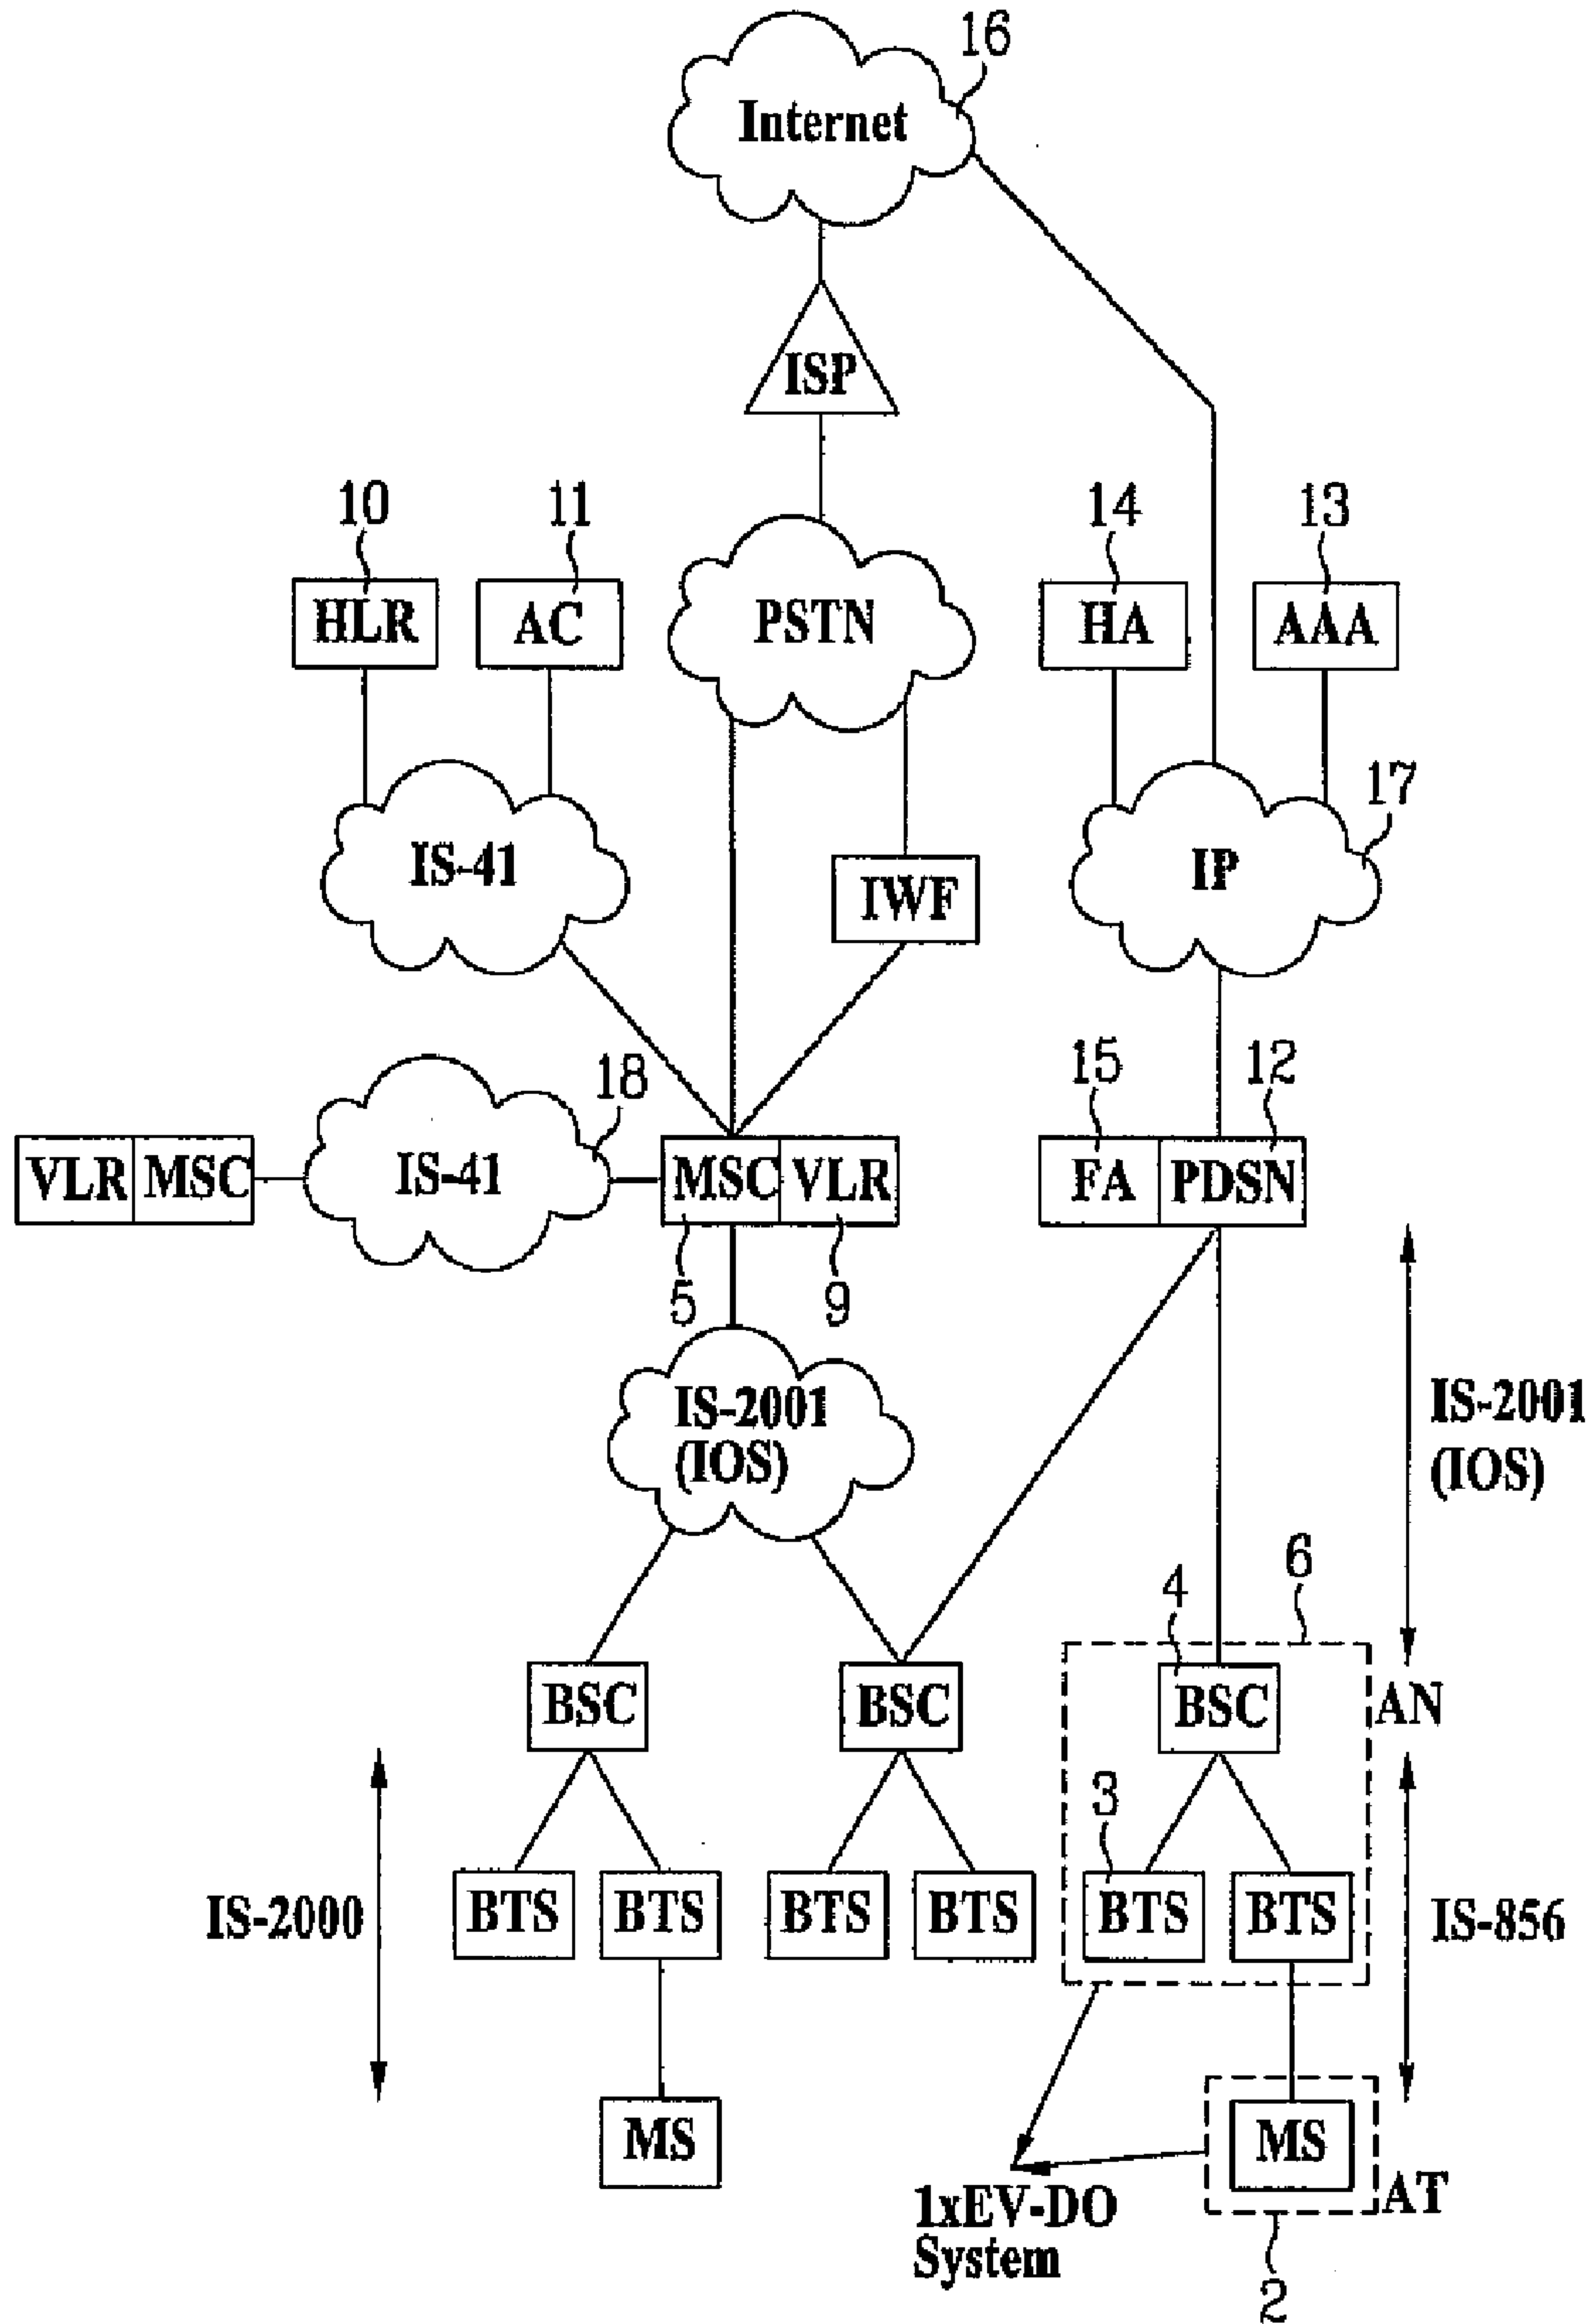 16
Internet
ISP
10
11
14
13
HLR
AC
PSTN
HA
AAA
17
IS-41
IWF
IP
18
15
12
VLR
MSC
IS-41
MSC
VLR
FA
PDSN
5
9
IS-2001
(IOS)
IS-2001
(IOS)
4
6
BSC
BSC
BSC
AN
3
IS-2000
BTS
BTS
BTS
BTS
BTS
BTS
IS-856
MS
MS
1xEV-DO
System
AT
2